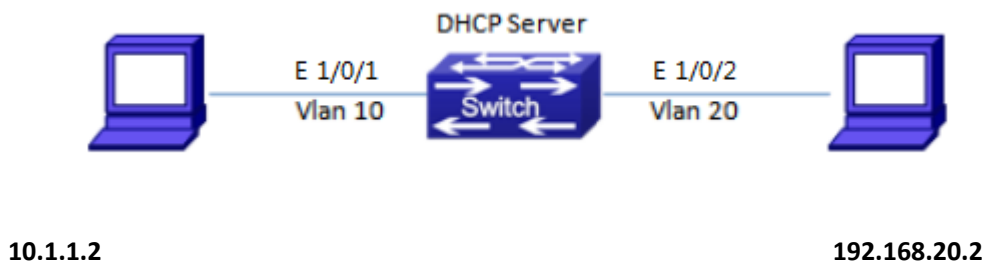 DHCP Server
E 1/0/1
E 1/0/2
Vlan 10
Switch
Vlan 20
10.1.1.2
192.168.20.2